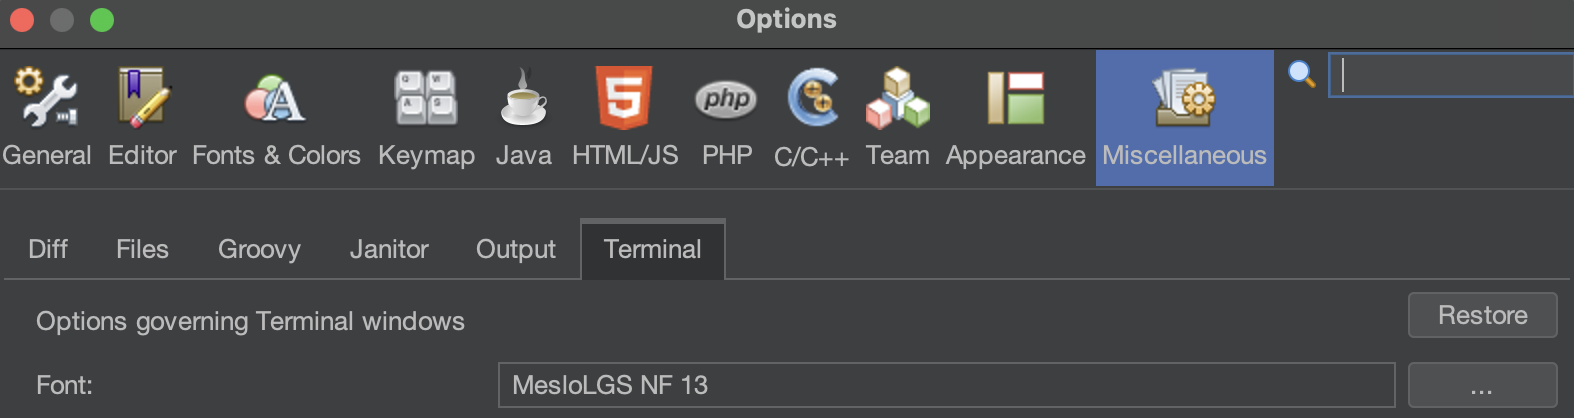 Options
General Editor Fonts & Colors Keymap Java HTML/JS PHP C/C++ Team Appearance Miscellaneous
Diff Files Groovy Janitor Output Terminal
Options governing Terminal windows Restore
Font: MesloLGS NF 13 ...